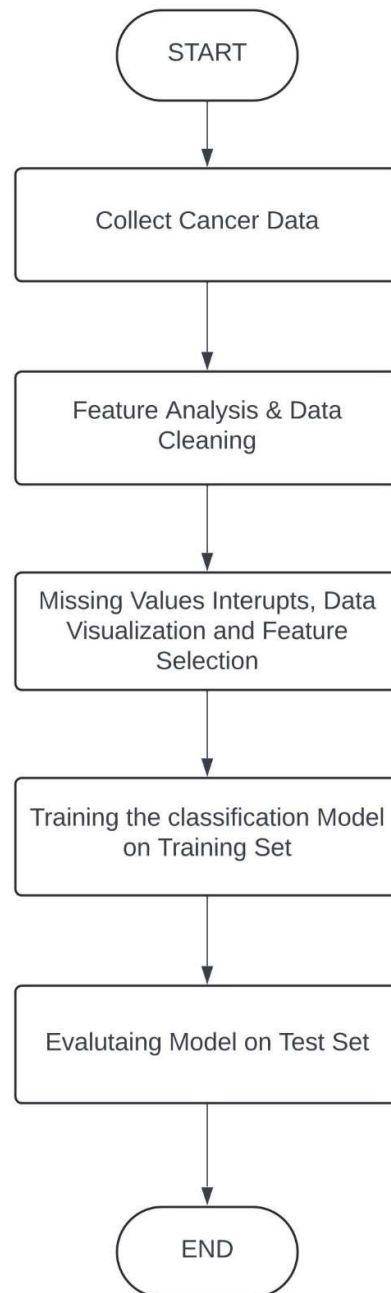 START
Collect Cancer Data
Feature Analysis & Data
Cleaning
Missing Values Interupts, Data
Visualization and Feature
Selection
Training the classification Model
on Training Set
Evalutaing Model on Test Set
END